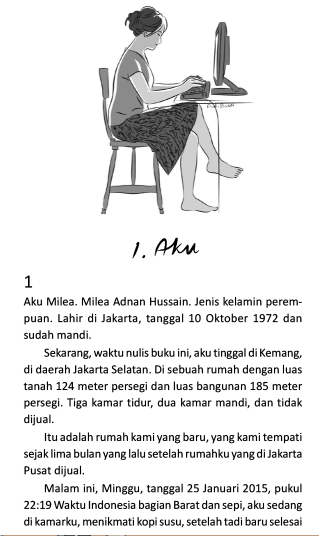 1. Aku
1
Aku Milea. Milea Adnan Hussain. Jenis kelamin perem-
puan. Lahir di Jakarta, tanggal 10 Oktober 1972 dan
sudah mandi.
Sekarang, waktu nulis buku ini, aku tinggal di Kemang,
di daerah Jakarta Selatan. Di sebuah rumah dengan luas
tanah 124 meter persegi dan luas bangunan 185 meter
persegi. Tiga kamar tidur, dua kamar mandi, dan tidak
dijual.
Itu adalah rumah kami yang baru, yang kami tempati
sejak lima bulan yang lalu setelah rumahku yang di Jakarta
Pusat dijual.
Malam ini, Minggu, tanggal 25 Januari 2015, pukul
22:19 Waktu Indonesia bagian Barat dan sepi, aku sedang
di kamarku, menikmati kopi susu, setelah tadi baru selesai